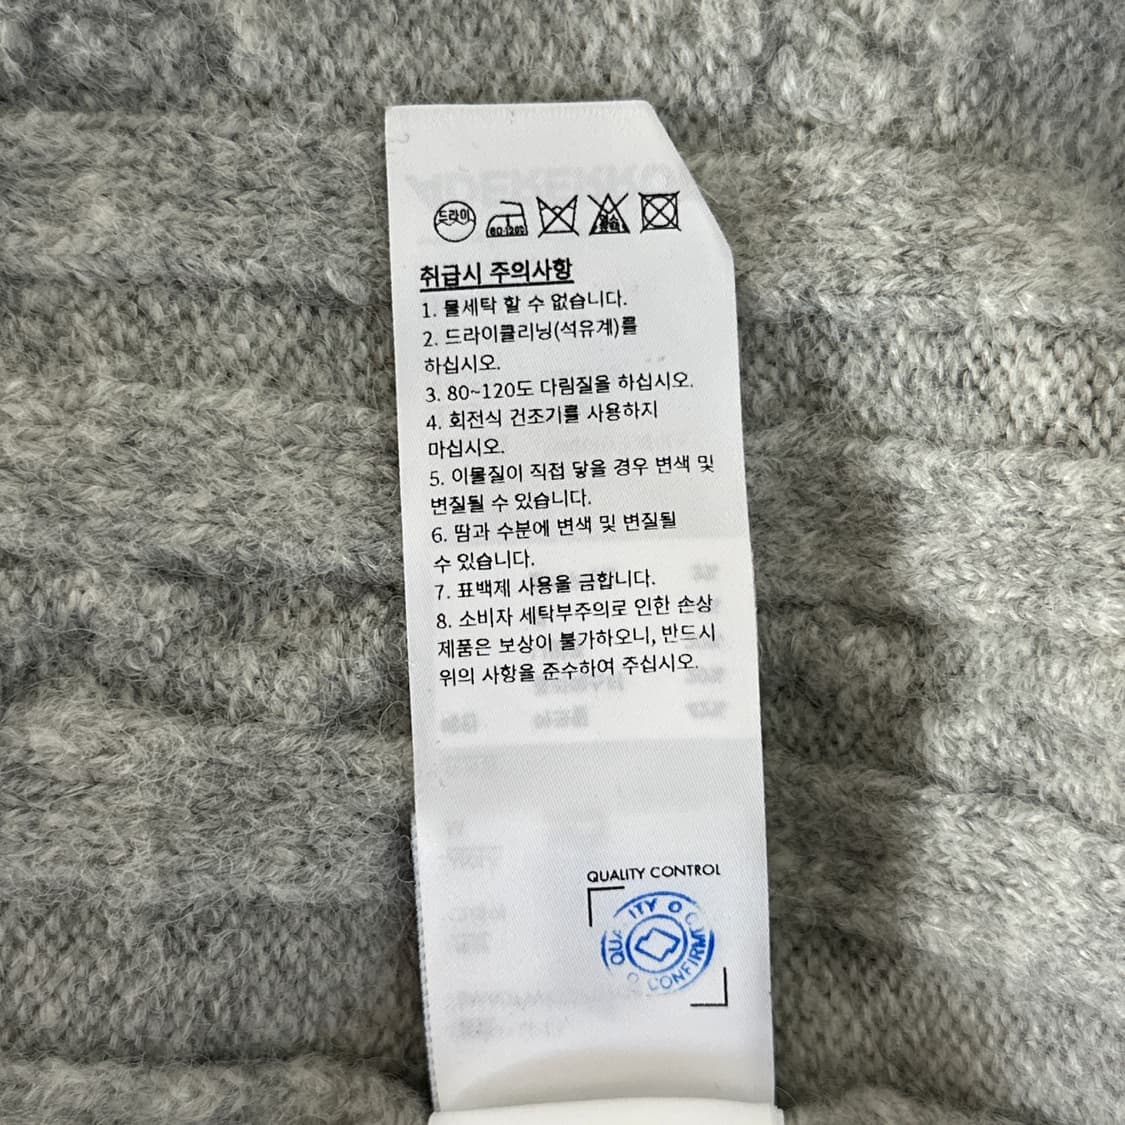 드라이
80-120도
취급시 주의사항
1. 물세탁 할 수 없습니다.
2. 드라이클리닝(석유계)를
하십시오.
3. 80~120도 다림질을 하십시오.
4. 회전식 건조기를 사용하지
마십시오.
5. 이물질이 직접 닿을 경우 변색 및
변질될 수 있습니다.
6. 땀과 수분에 변색 및 변질될
수 있습니다.
7. 표백제 사용을 금합니다.
8. 소비자 세탁부주의로 인한 손상
제품은 보상이 불가하오니, 반드시
위의 사항을 준수하여 주십시오.
QUALITY CONTROL